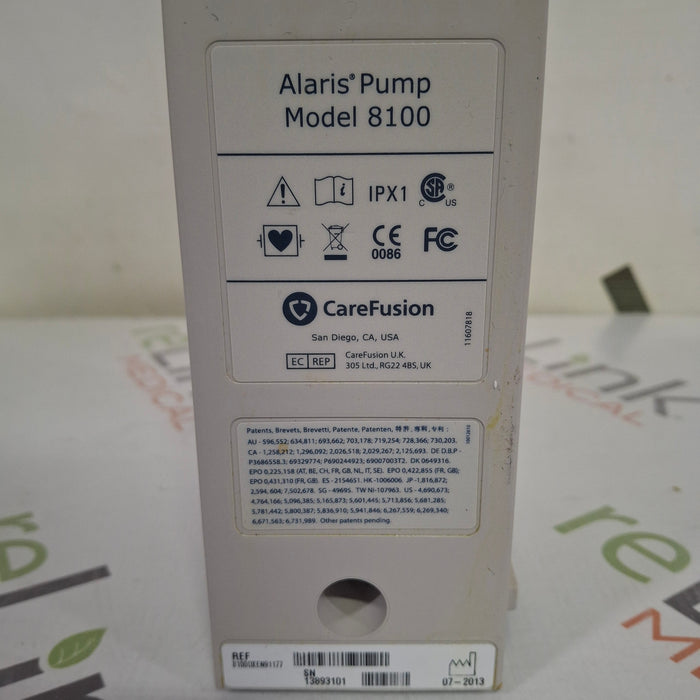 Alaris® Pump
Model 8100
i IPX1 CSA ®
C US
CE FC
0086
CareFusion
San Diego, CA, USA
EC REP CareFusion U.K.
305 Ltd., RG22 4BS, UK
11607818
Patents, Brevets, Brevetti, Patente, Patenten, 特許, 專利, 专利 :
AU - 596,552; 634,811; 693,662; 703,178; 719,254; 728,366; 730,203.
CA - 1,258,212; 1,296,092; 2,026,518; 2,029,267; 2,125,693. DE D.B.P -
P3686558.3; 69329774; P690244923; 69007003T2. DK 0649316.
EPO 0,225,158 (AT, BE, CH, FR, GB, NL, IT, SE). EPO 0,422,855 (FR, GB);
EPO 0,431,310 (FR, GB). ES - 2154651. HK - 1006006. JP - 1,816,872;
2,594,604; 7,502,678. SG - 49695. TW NI-107963. US - 4,690,673;
4,764,166; 5,096,385; 5,165,873; 5,601,445; 5,713,856; 5,681,285;
5,781,442; 5,800,387; 5,836,910; 5,941,846; 6,267,559; 6,269,340;
6,671,563; 6,731,989. Other patents pending.
REF
SN
13893101
07-2013
Link
MEDICAL
re